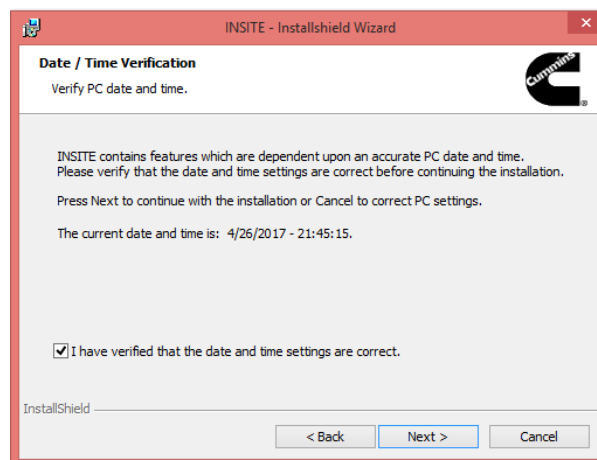 INSITE - Installshield Wizard
Date / Time Verification
Verify PC date and time.
Cummins
INSITE contains features which are dependent upon an accurate PC date and time.
Please verify that the date and time settings are correct before continuing the installation.
Press Next to continue with the installation or Cancel to correct PC settings.
The current date and time is: 4/26/2017 - 21:45:15.
I have verified that the date and time settings are correct.
InstallShield
< Back
Next >
Cancel